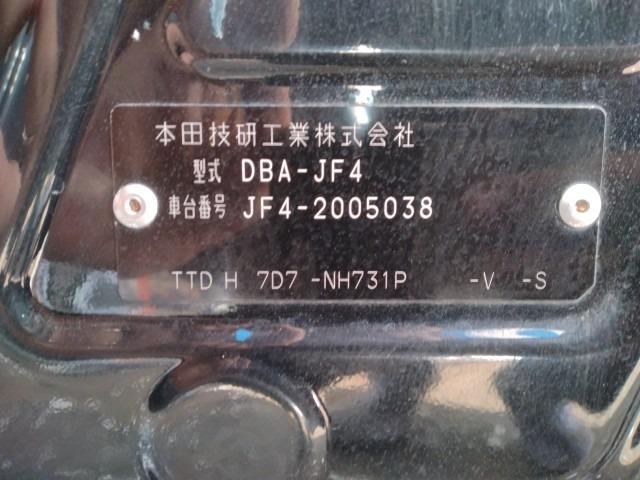 本田技研工業株式会社
型式 DBA-JF4
車台番号 JF4-2005038
TTD H 7D7 -NH731P -V -S